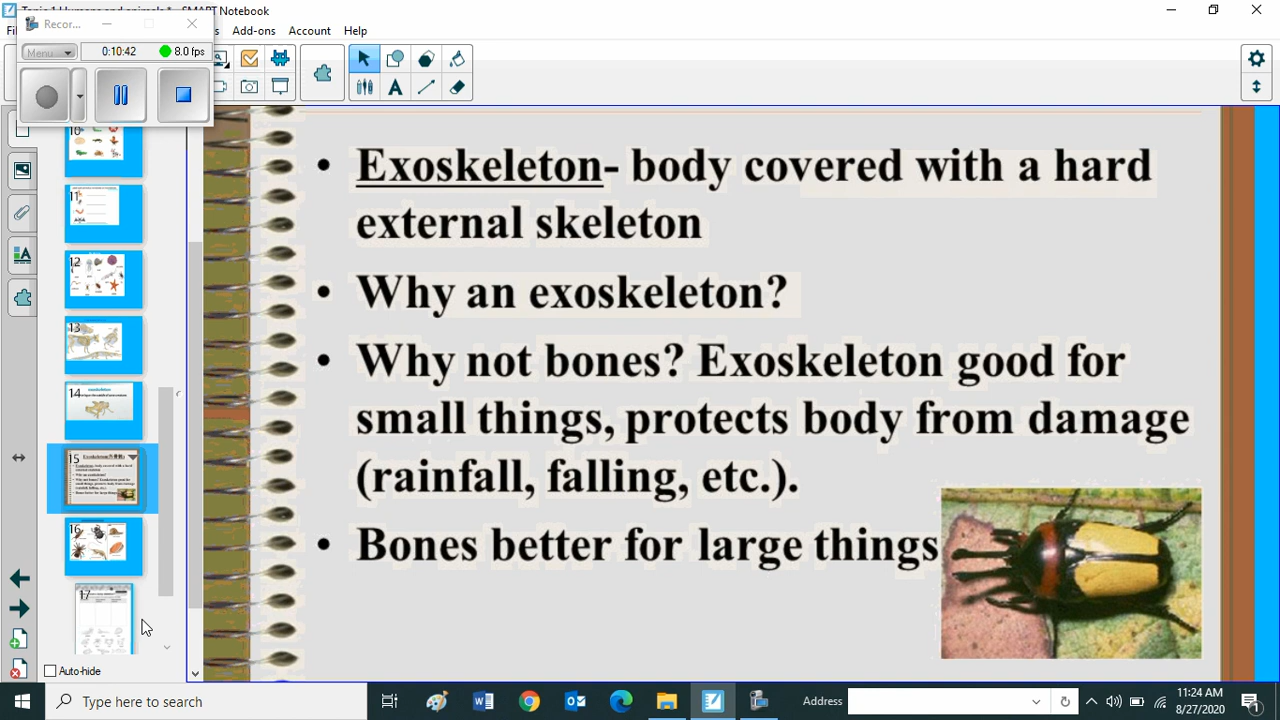 SMART Notebook
Recor...
Add-ons Account Help
Menu
0:10:42
8.0 fps
10
11
12
13
14
15
16
17
• Exoskeleton- body covered with a hard
external skeleton
• Why an exoskeleton?
• Why not bones? Exoskeleton good for
small things, protects body from damage
(rainfall, falling, etc.).
• Bones better for large things
Auto-hide
Type here to search
Address
11:24 AM
8/27/2020